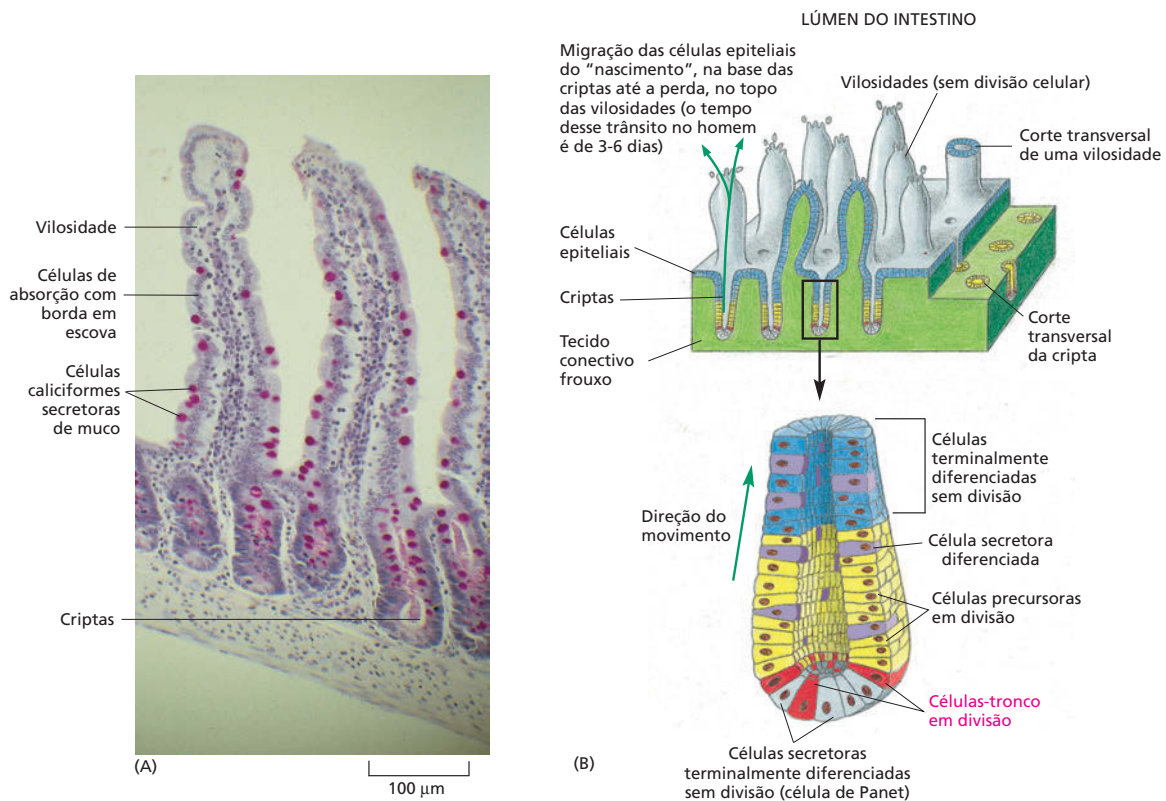 Vilosidade
Células de
absorção com
borda em
escova
Células
caliciformes
secretoras
de muco
Criptas
(A)
100 µm
LÚMEN DO INTESTINO
Migração das células epiteliais
do “nascimento”, na base das
criptas até a perda, no topo
das vilosidades (o tempo
desse trânsito no homem
é de 3-6 dias)
Vilosidades (sem divisão celular)
Corte transversal
de uma vilosidade
Células
epiteliais
Criptas
Tecido
conectivo
frouxo
Corte
transversal
da cripta
Células
terminalmente
diferenciadas
sem divisão
Direção do
movimento
Célula secretora
diferenciada
Células precursoras
em divisão
Células-tronco
em divisão
Células secretoras
terminalmente diferenciadas
sem divisão (célula de Panet)
(B)